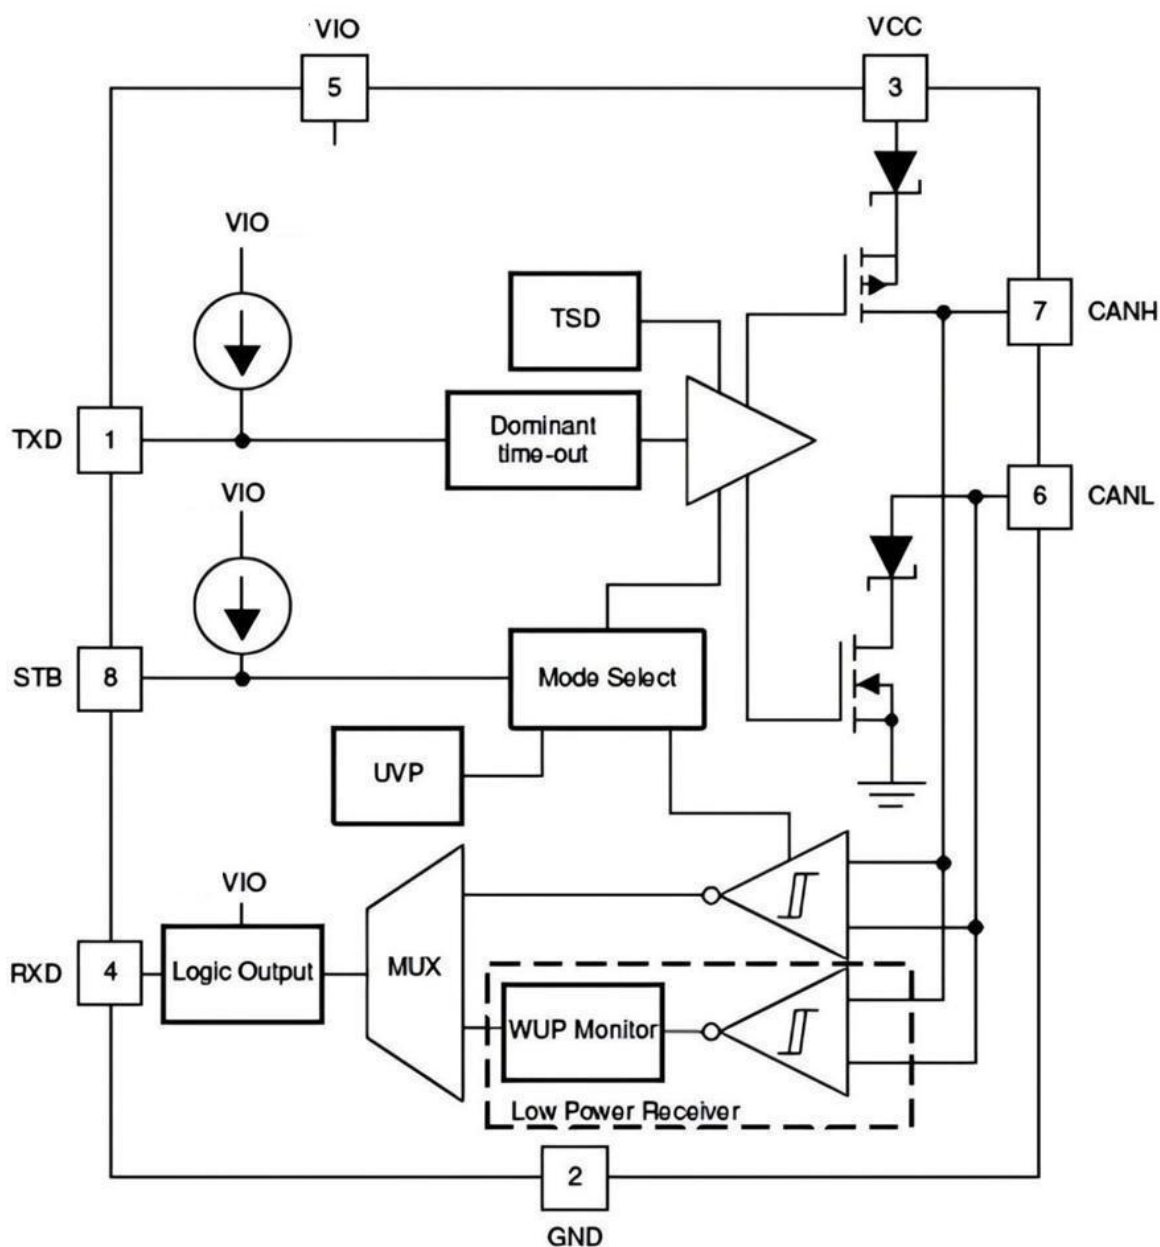 VIO
VCC
5
3
VIO
TSD
7
CANH
TXD
1
Dominant
time-out
VIO
6
CANL
STB
8
Mode Select
UVP
VIO
RXD
4
Logic Output
MUX
WUP Monitor
Low Power Receiver
2
GND